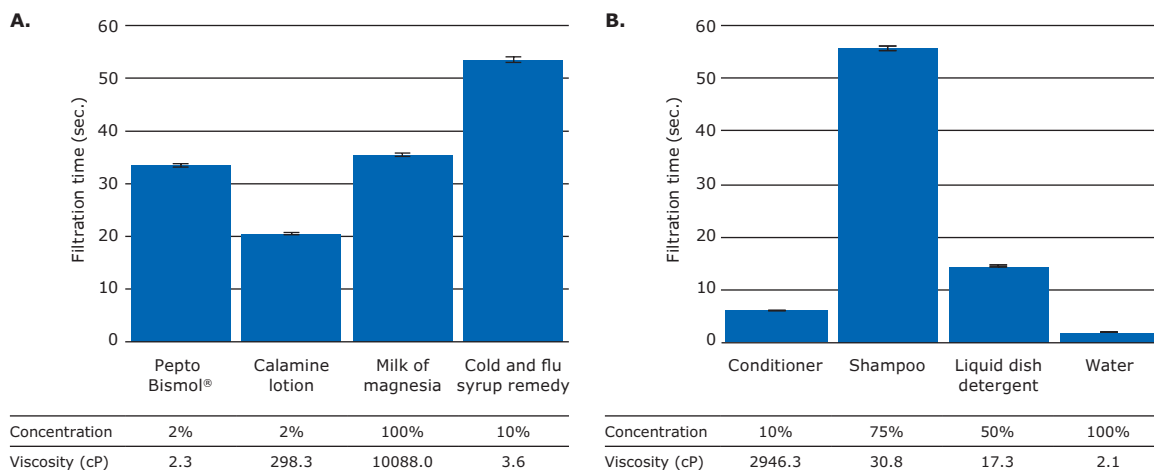 A.
Filtration time (sec.)
60
50
40
30
20
10
0
Pepto Bismol®
Calamine lotion
Milk of magnesia
Cold and flu syrup remedy
Concentration 2% 2% 100% 10%
Viscosity (cP) 2.3 298.3 10088.0 3.6
B.
Filtration time (sec.)
60
50
40
30
20
10
0
Conditioner
Shampoo
Liquid dish detergent
Water
Concentration 10% 75% 50% 100%
Viscosity (cP) 2946.3 30.8 17.3 2.1